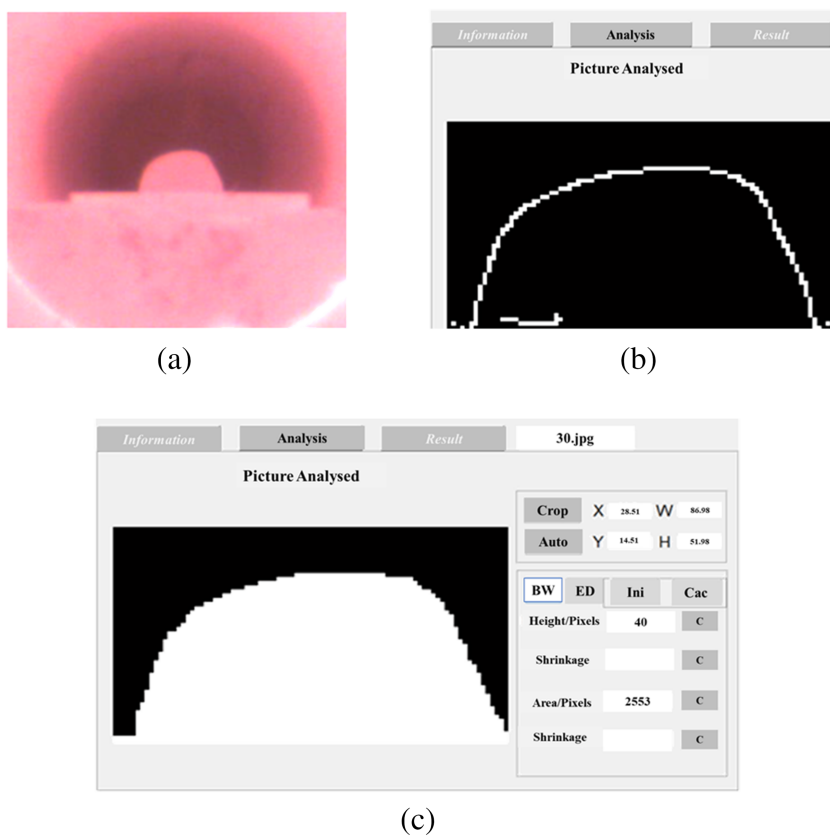 Information Analysis Result
Picture Analysed
(a)
(b)
Information Analysis Result 30.jpg
Picture Analysed
Crop X 28.51 W 86.98
Auto Y 14.51 H 51.98
BW ED Ini Cac
Height/Pixels 40 C
Shrinkage C
Area/Pixels 2553 C
Shrinkage C
(c)